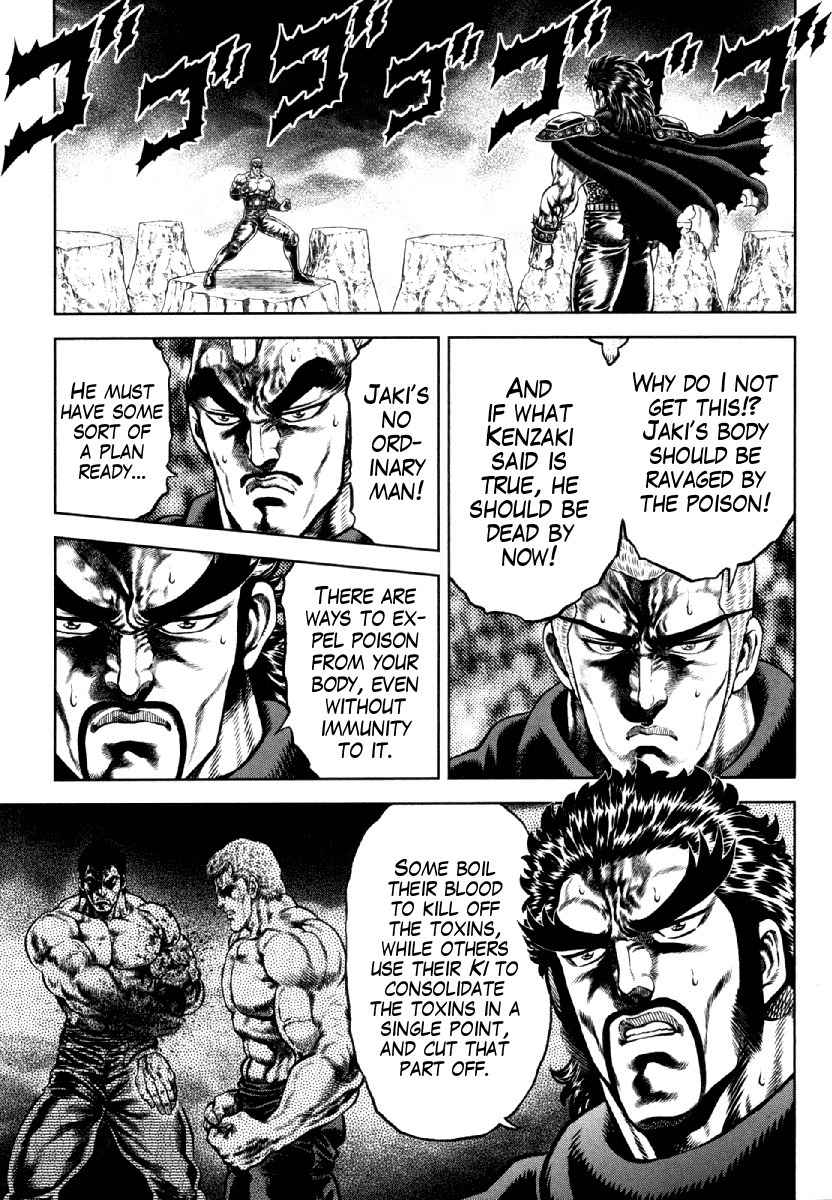 ゴゴゴゴゴゴ
WHY DO I NOT
GET THIS!?
JAKI'S BODY
SHOULD BE
RAVAGED BY
THE POISON!
AND
IF WHAT
KENZAKI
SAID IS
TRUE, HE
SHOULD BE
DEAD BY
NOW!
JAKI'S
NO
ORD-
INARY
MAN!
HE MUST
HAVE SOME
SORT OF
A PLAN
READY...
THERE ARE
WAYS TO EX-
PEL POISON
FROM YOUR
BODY, EVEN
WITHOUT
IMMUNITY
TO IT.
SOME BOIL
THEIR BLOOD
TO KILL OFF
THE TOXINS,
WHILE OTHERS
USE THEIR KI TO
CONSOLIDATE
THE TOXINS IN A
SINGLE POINT,
AND CUT THAT
PART OFF.